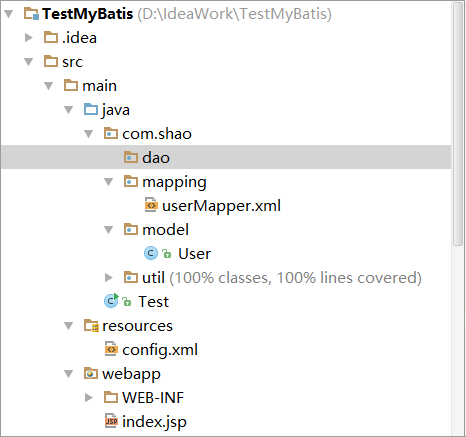 TestMyBatis (D:\IdeaWork\TestMyBatis)
.idea
src
main
java
com.shao
dao
mapping
userMapper.xml
model
User
util (100% classes, 100% lines covered)
Test
resources
config.xml
webapp
WEB-INF
index.jsp